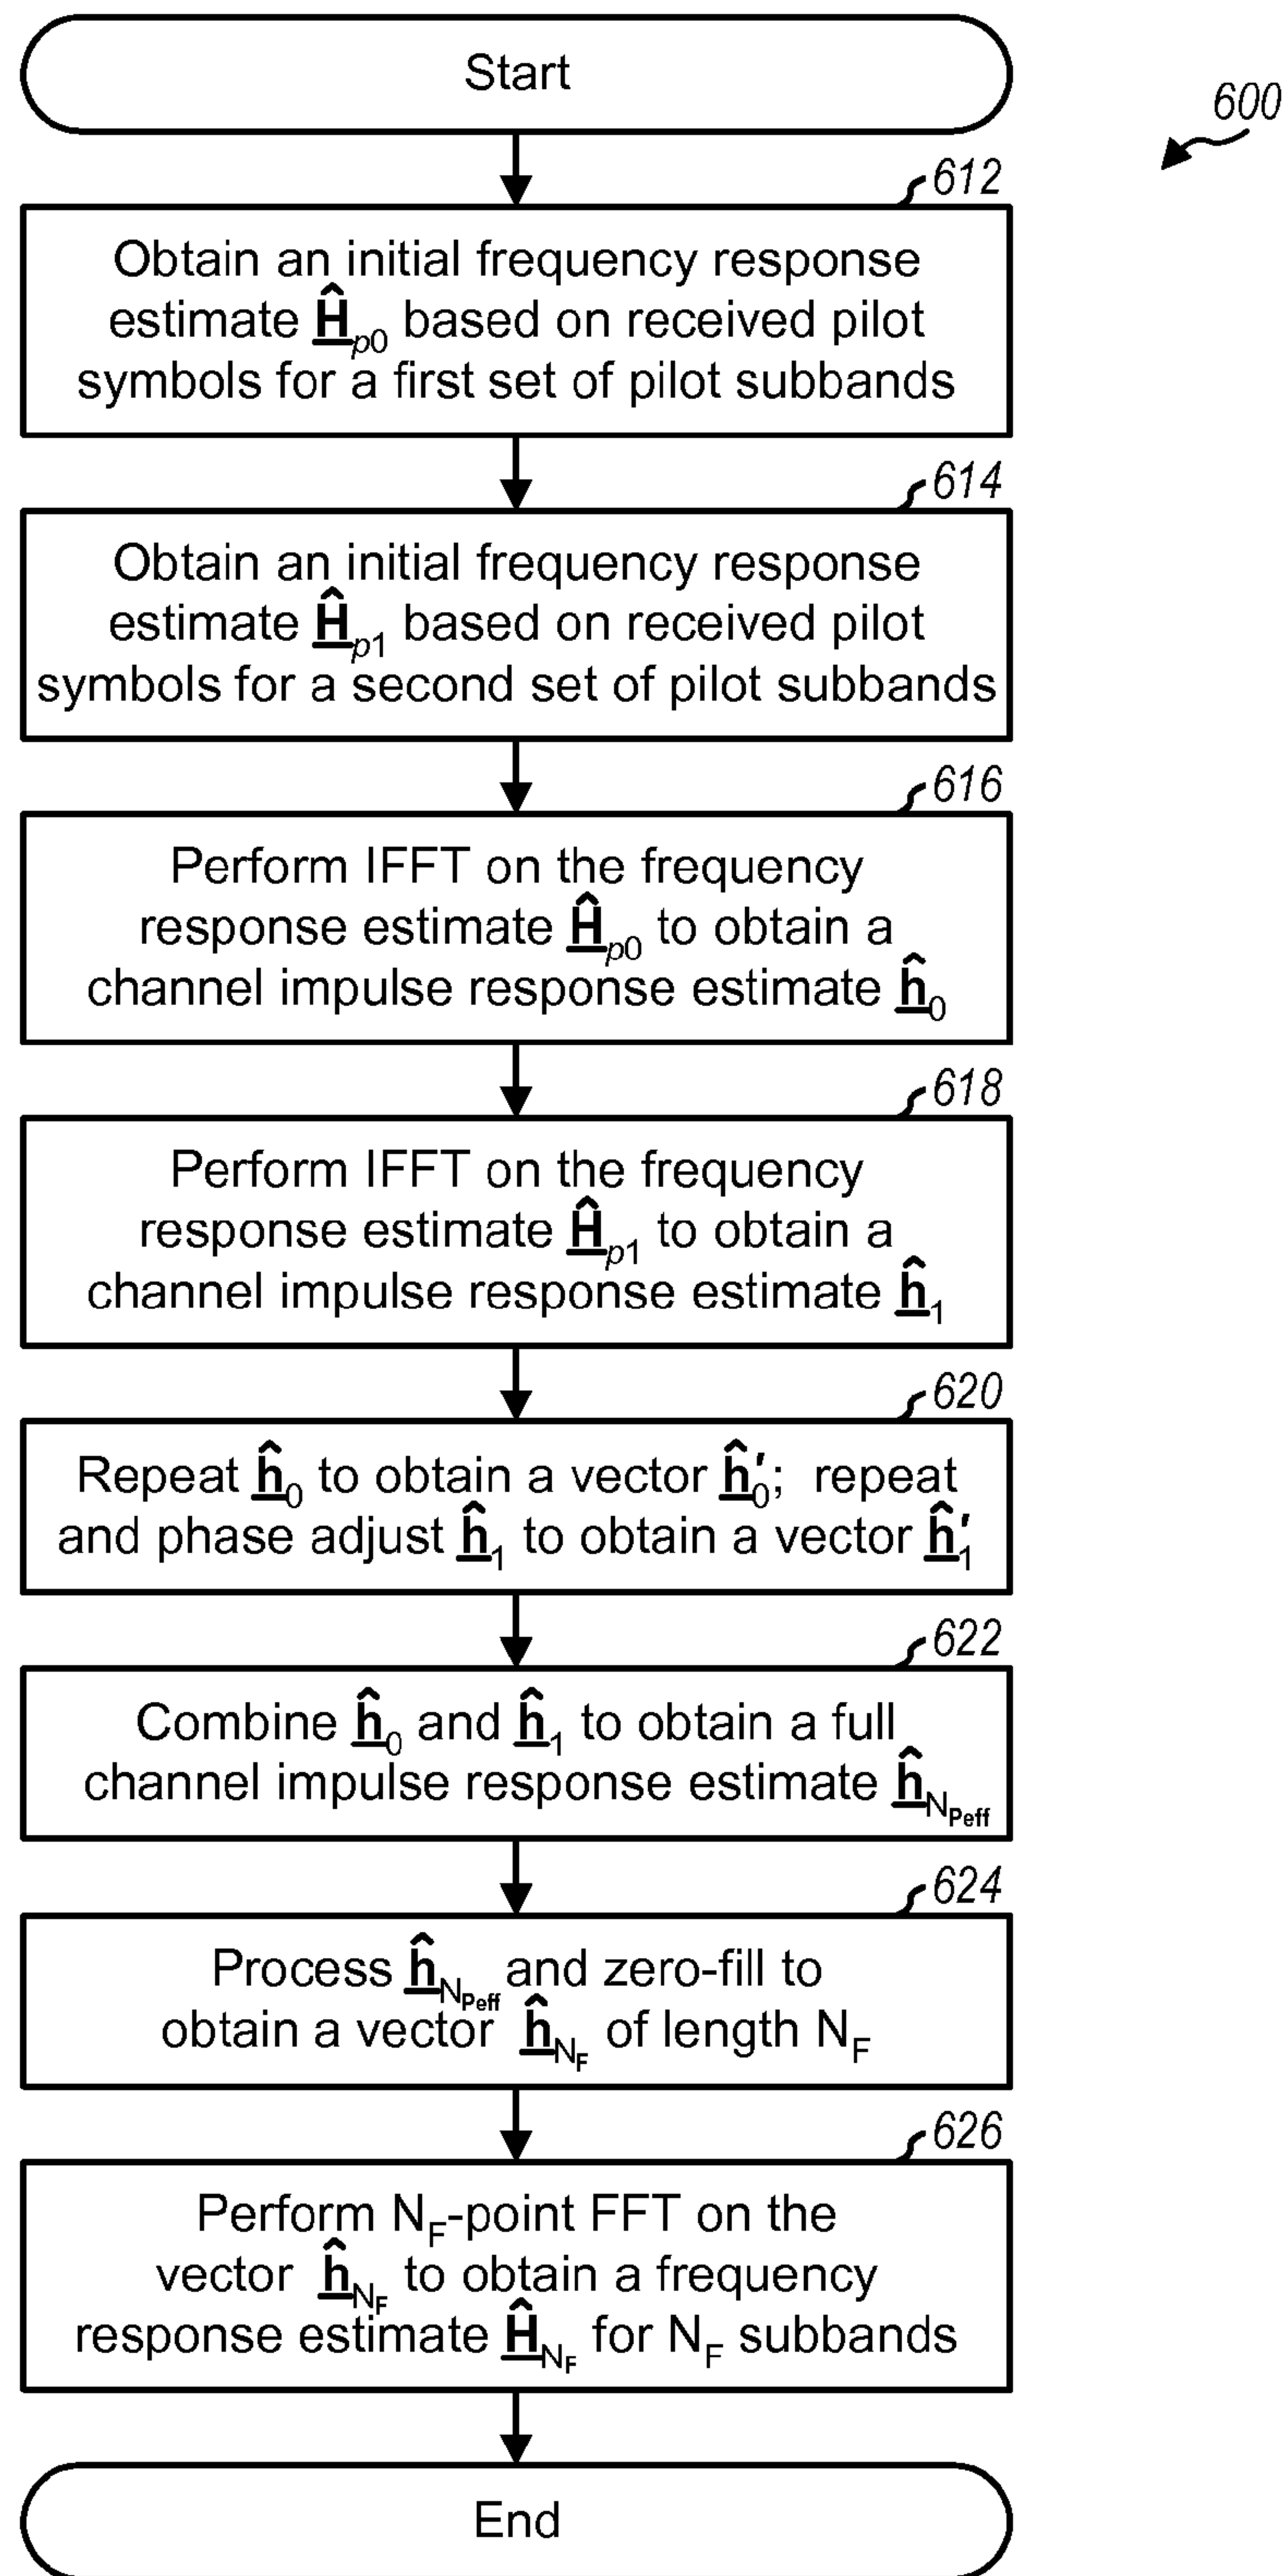 Start
600
612
Obtain an initial frequency response
estimate Ĥp0 based on received pilot
symbols for a first set of pilot subbands
614
Obtain an initial frequency response
estimate Ĥp1 based on received pilot
symbols for a second set of pilot subbands
616
Perform IFFT on the frequency
response estimate Ĥp0 to obtain a
channel impulse response estimate ĥ0
618
Perform IFFT on the frequency
response estimate Ĥp1 to obtain a
channel impulse response estimate ĥ1
620
Repeat ĥ0 to obtain a vector ĥ'0; repeat
and phase adjust ĥ1 to obtain a vector ĥ'1
622
Combine ĥ0 and ĥ1 to obtain a full
channel impulse response estimate ĥNPeff
624
Process ĥNPeff and zero-fill to
obtain a vector ĥNF of length NF
626
Perform NF-point FFT on the
vector ĥNF to obtain a frequency
response estimate ĤNF for NF subbands
End